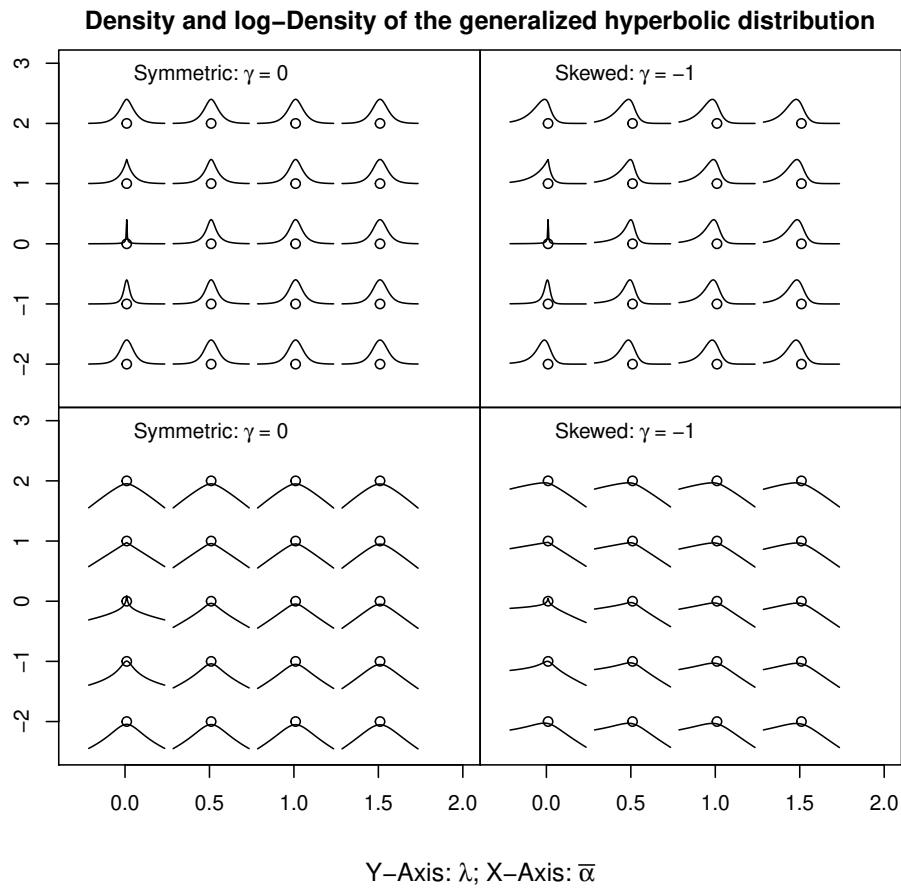 Density and log−Density of the generalized hyperbolic distribution
Symmetric: γ = 0
Skewed: γ = −1
3
2
1
0
−1
−2
Symmetric: γ = 0
Skewed: γ = −1
3
2
1
0
−1
−2
0.0 0.5 1.0 1.5 2.0
0.0 0.5 1.0 1.5 2.0
Y−Axis: λ; X−Axis: α̅